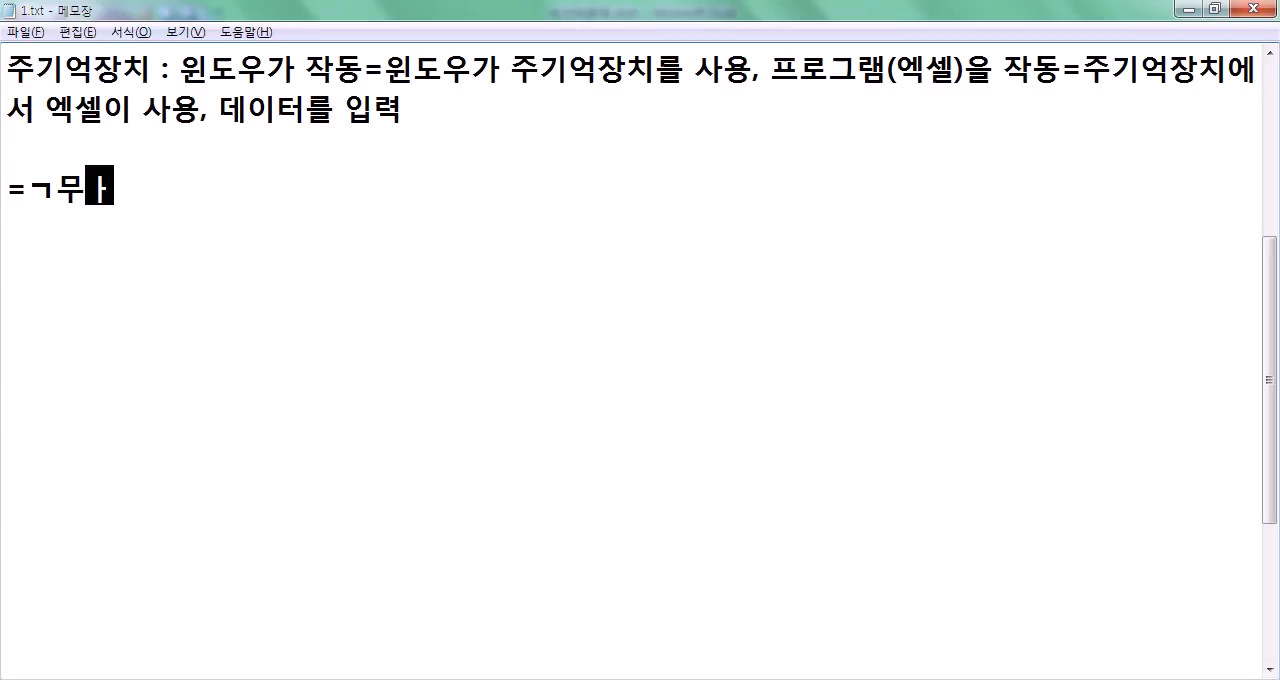 1.txt - 메모장
파일(F) 편집(E) 서식(O) 보기(V) 도움말(H)
주기억장치 : 윈도우가 작동=윈도우가 주기억장치를 사용, 프로그램(엑셀)을 작동=주기억장치에
서 엑셀이 사용, 데이터를 입력
=ㄱ무ㅏ